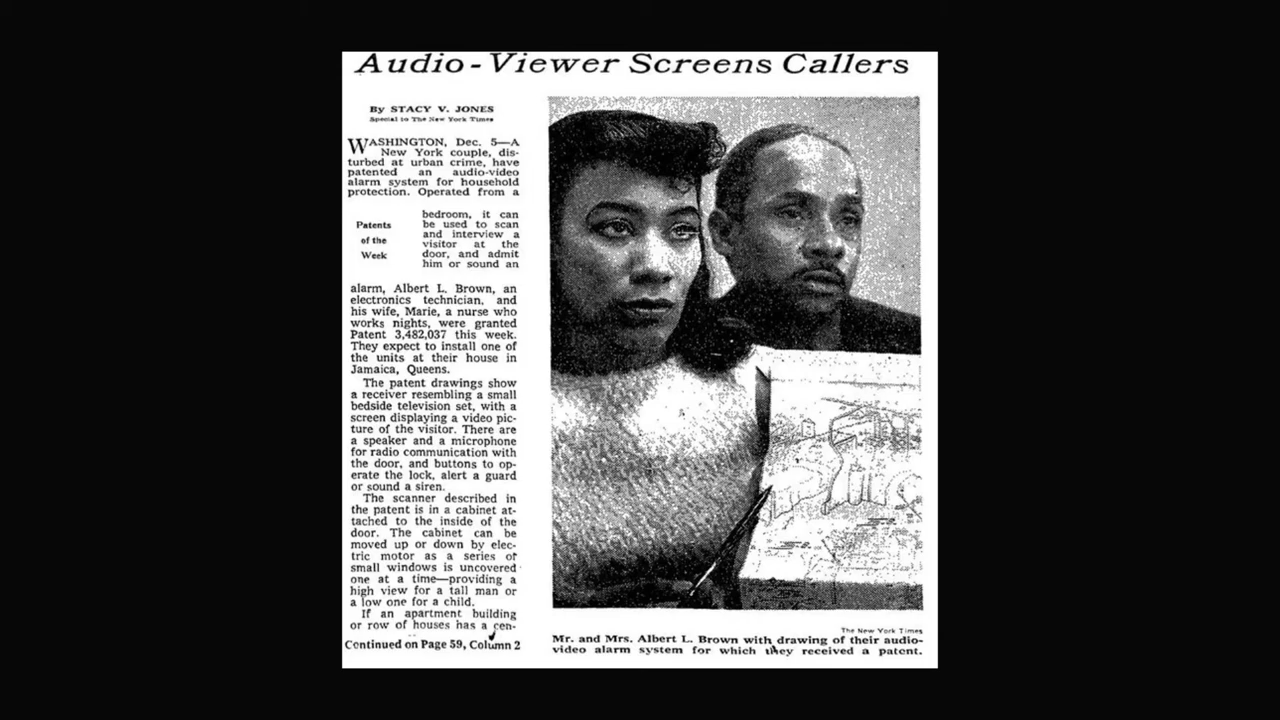 Audio-Viewer Screens Callers
By STACY V. JONES
Special to The New York Times
WASHINGTON, Dec. 5—A
New York couple, dis-
turbed at urban crime, have
patented an audio-video
alarm system for household
protection. Operated from a
Patents
of the
Week
bedroom, it can
be used to scan
and interview a
visitor at the
door, and admit
him or sound an
alarm, Albert L. Brown, an
electronics technician, and
his wife, Marie, a nurse who
works nights, were granted
Patent 3,482,037 this week.
They expect to install one of
the units at their house in
Jamaica, Queens.
The patent drawings show
a receiver resembling a small
bedside television set, with a
screen displaying a video pic-
ture of the visitor. There are
a speaker and a microphone
for radio communication with
the door, and buttons to op-
erate the lock, alert a guard
or sound a siren.
The scanner described in
the patent is in a cabinet at-
tached to the inside of the
door. The cabinet can be
moved up or down by elec-
tric motor as a series of
small windows is uncovered
one at a time—providing a
high view for a tall man or
a low one for a child.
If an apartment building
or row of houses has a cen-
Continued on Page 59, Column 2
The New York Times
Mr. and Mrs. Albert L. Brown with drawing of their audio-
video alarm system for which they received a patent.